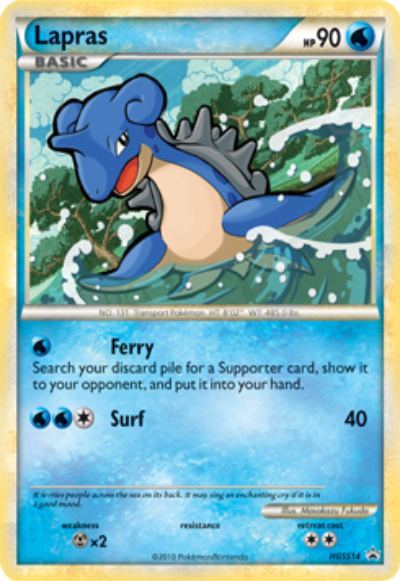 Lapras HP 90
BASIC
NO. 131 Transport Pokémon HT: 8'02" WT: 485.0 lbs.
Ferry
Search your discard pile for a Supporter card, show it
to your opponent, and put it into your hand.
Surf 40
It ferries people across the sea on its back. It may sing an enchanting cry if it is in
a good mood.
Illus. Masakazu Fukuda
weakness resistance retreat cost
×2
©2010 Pokémon/Nintendo HGSS14